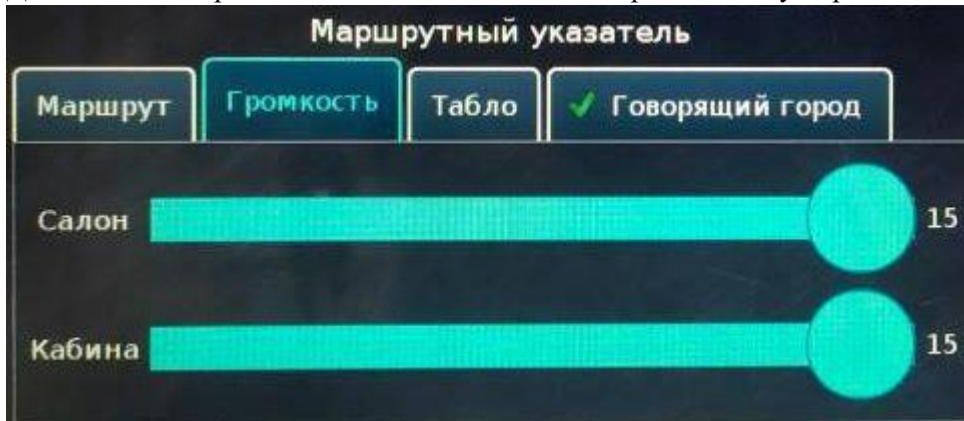 Маршрутный указатель
Маршрут Громкость Табло ✓ Говорящий город
Салон 15
Кабина 15